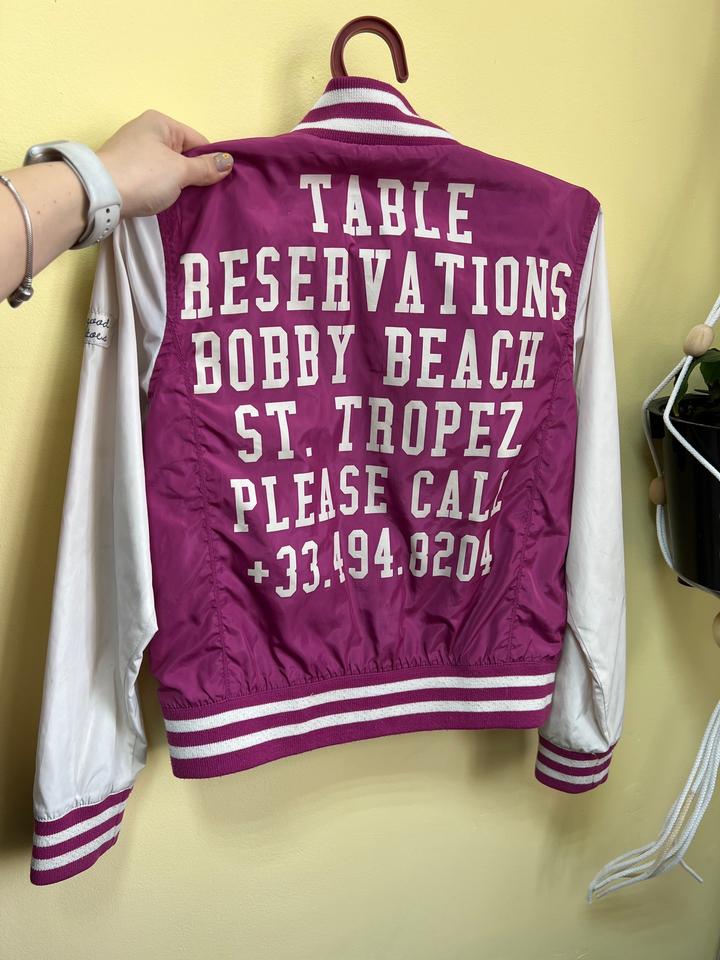 TABLE
RESERVATIONS
BOBBY BEACH
ST. TROPEZ
PLEASE CALL
+33.494.8204